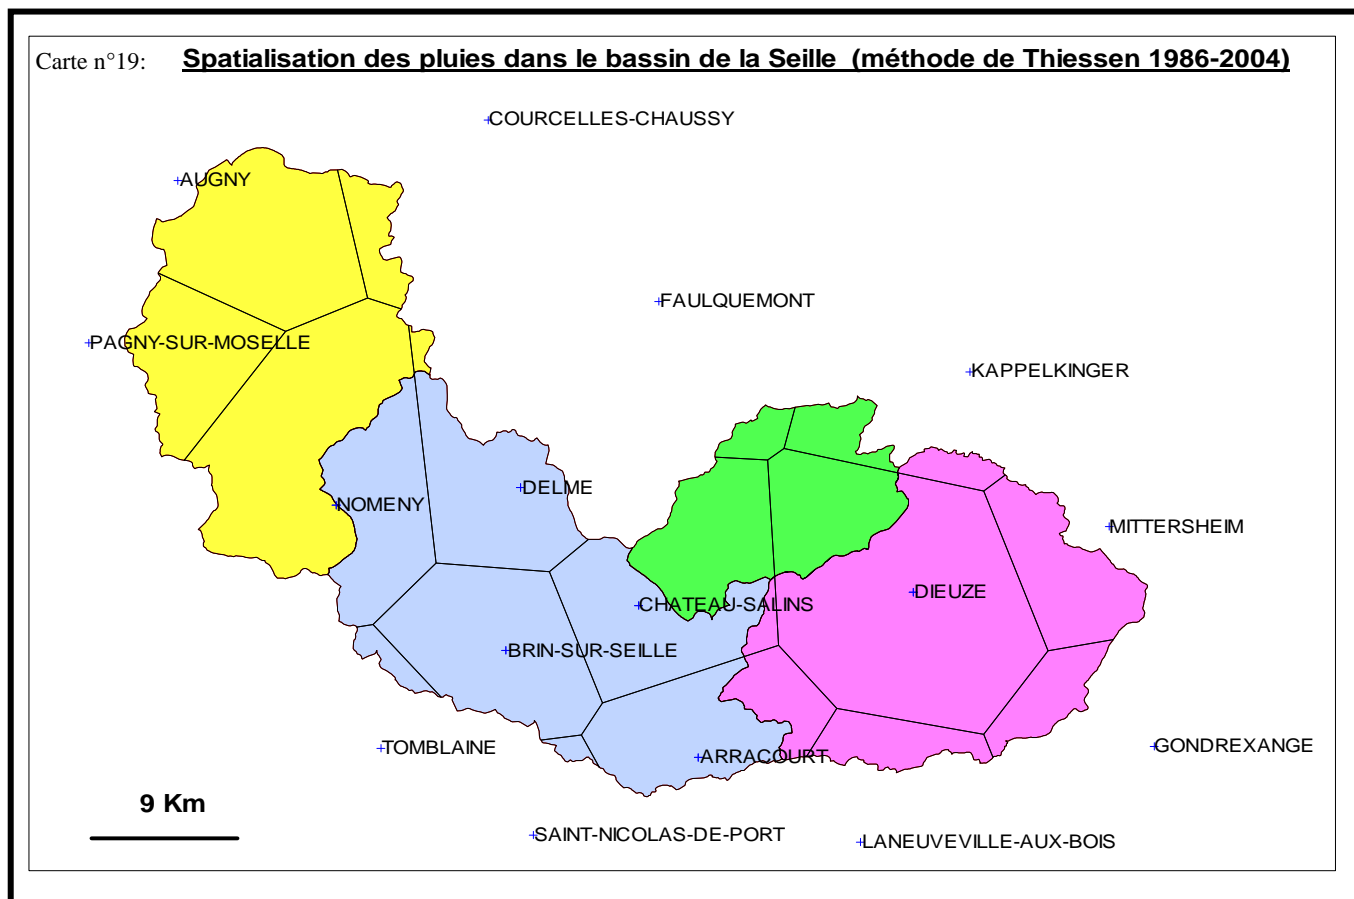 Carte n°19: Spatialisation des pluies dans le bassin de la Seille (méthode de Thiessen 1986-2004)
COURCELLES-CHAUSSY
AUGNY
FAULQUEMONT
PAGNY-SUR-MOSELLE
KAPPELKINGER
DELME
NOMENY
MITTERSHEIM
DIEUZE
CHATEAU-SALINS
BRIN-SUR-SEILLE
TOMBLAINE
GONDREXANGE
ARRACOURT
9 Km
SAINT-NICOLAS-DE-PORT
LANEUVEVILLE-AUX-BOIS